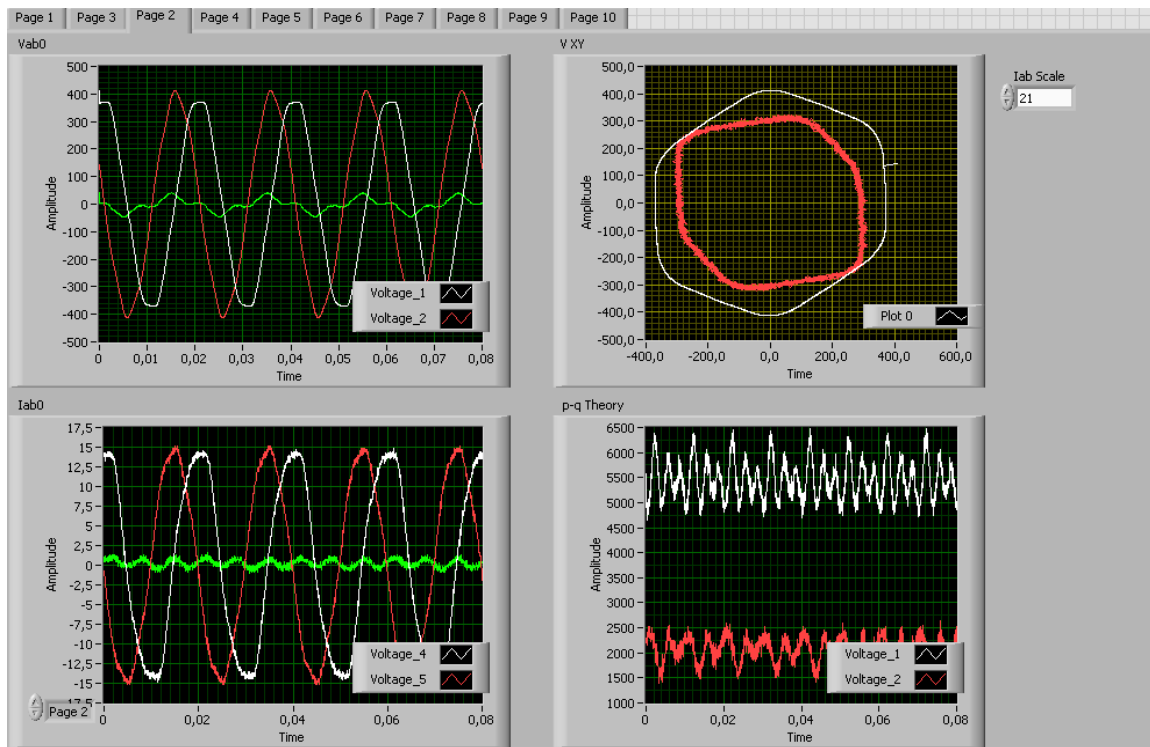 Page 1 Page 3 Page 2 Page 4 Page 5 Page 6 Page 7 Page 8 Page 9 Page 10
Vab0
500
400
300
200
100
0
-100
-200
-300
-400
-500
Amplitude
0 0,01 0,02 0,03 0,04 0,05 0,06 0,07 0,08
Time
Voltage_1
Voltage_2
V XY
500,0
400,0
300,0
200,0
100,0
0,0
-100,0
-200,0
-300,0
-400,0
-500,0
Amplitude
-400,0 -200,0 0,0 200,0 400,0 600,0
Time
Plot 0
Iab Scale
21
Iab0
17,5
15
12,5
10
7,5
5
2,5
0
-2,5
-5
-7,5
-10
-12,5
-15
Amplitude
0 0,02 0,04 0,06 0,08
Time
Voltage_4
Voltage_5
Page 2
p-q Theory
6500
6000
5500
5000
4500
4000
3500
3000
2500
2000
1500
1000
Amplitude
0 0,02 0,04 0,06 0,08
Time
Voltage_1
Voltage_2